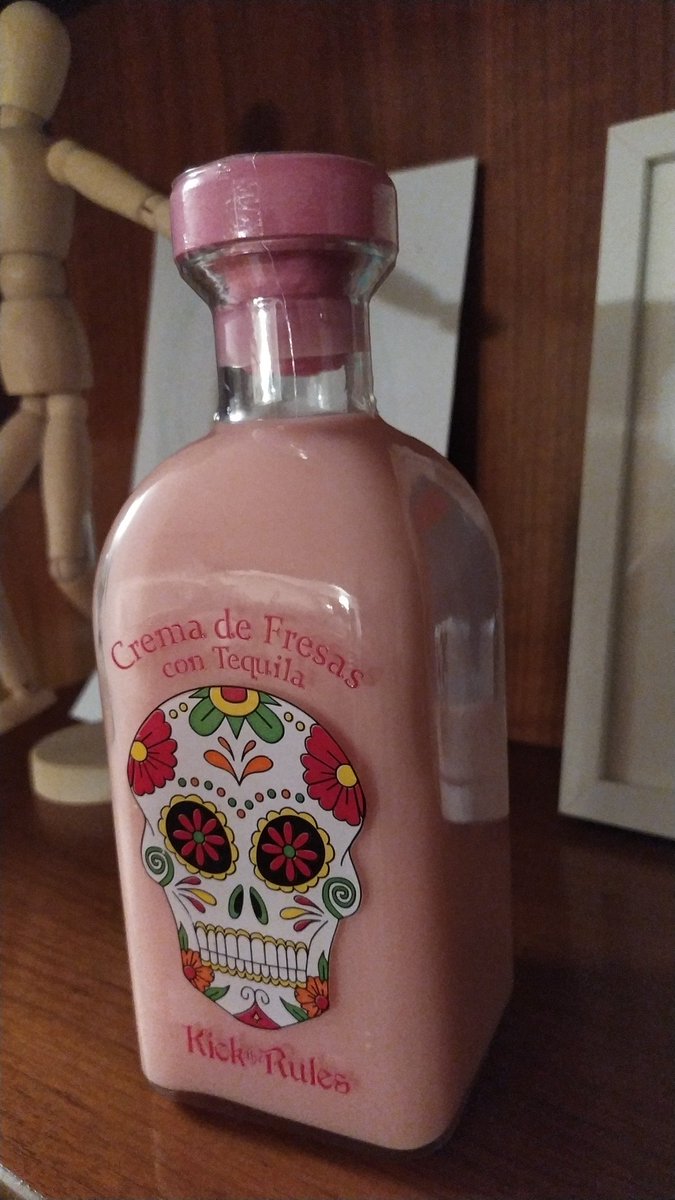 Crema de Fresas
con Tequila
Kick Rules